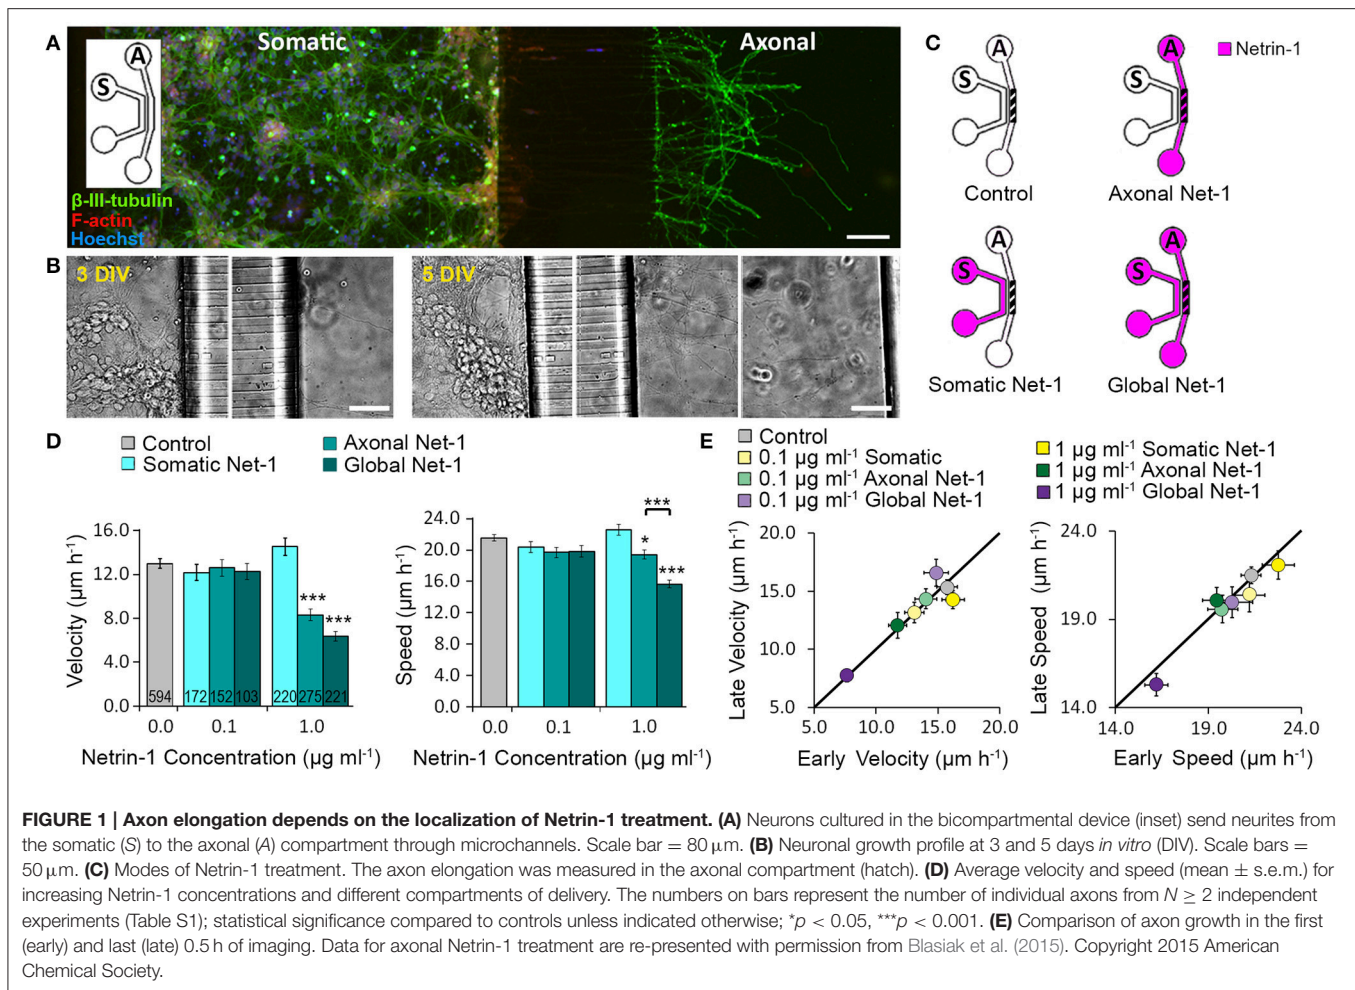 A
Somatic
Axonal
A
S
β-III-tubulin
F-actin
Hoechst
B
3 DIV
5 DIV
C
Netrin-1
A
S
Control
A
S
Axonal Net-1
A
S
Somatic Net-1
A
S
Global Net-1
D
Control
Somatic Net-1
Axonal Net-1
Global Net-1
Velocity (µm h⁻¹)
16.0
12.0
8.0
4.0
0.0
***
***
594
172
152
103
220
275
221
0.0
0.1
1.0
Netrin-1 Concentration (µg ml⁻¹)
Speed (µm h⁻¹)
24.0
20.0
16.0
12.0
8.0
4.0
0.0
***
*
***
0.0
0.1
1.0
Netrin-1 Concentration (µg ml⁻¹)
E
Control
0.1 µg ml⁻¹ Somatic
0.1 µg ml⁻¹ Axonal Net-1
0.1 µg ml⁻¹ Global Net-1
1 µg ml⁻¹ Somatic Net-1
1 µg ml⁻¹ Axonal Net-1
1 µg ml⁻¹ Global Net-1
Late Velocity (µm h⁻¹)
20.0
15.0
10.0
5.0
5.0
10.0
15.0
20.0
Early Velocity (µm h⁻¹)
Late Speed (µm h⁻¹)
24.0
19.0
14.0
14.0
19.0
24.0
Early Speed (µm h⁻¹)
FIGURE 1 | Axon elongation depends on the localization of Netrin-1 treatment. (A) Neurons cultured in the bicompartmental device (inset) send neurites from
the somatic (S) to the axonal (A) compartment through microchannels. Scale bar = 80 µm. (B) Neuronal growth profile at 3 and 5 days in vitro (DIV). Scale bars =
50 µm. (C) Modes of Netrin-1 treatment. The axon elongation was measured in the axonal compartment (hatch). (D) Average velocity and speed (mean ± s.e.m.) for
increasing Netrin-1 concentrations and different compartments of delivery. The numbers on bars represent the number of individual axons from N ≥ 2 independent
experiments (Table S1); statistical significance compared to controls unless indicated otherwise; *p < 0.05, ***p < 0.001. (E) Comparison of axon growth in the first
(early) and last (late) 0.5 h of imaging. Data for axonal Netrin-1 treatment are re-presented with permission from Blasiak et al. (2015). Copyright 2015 American
Chemical Society.